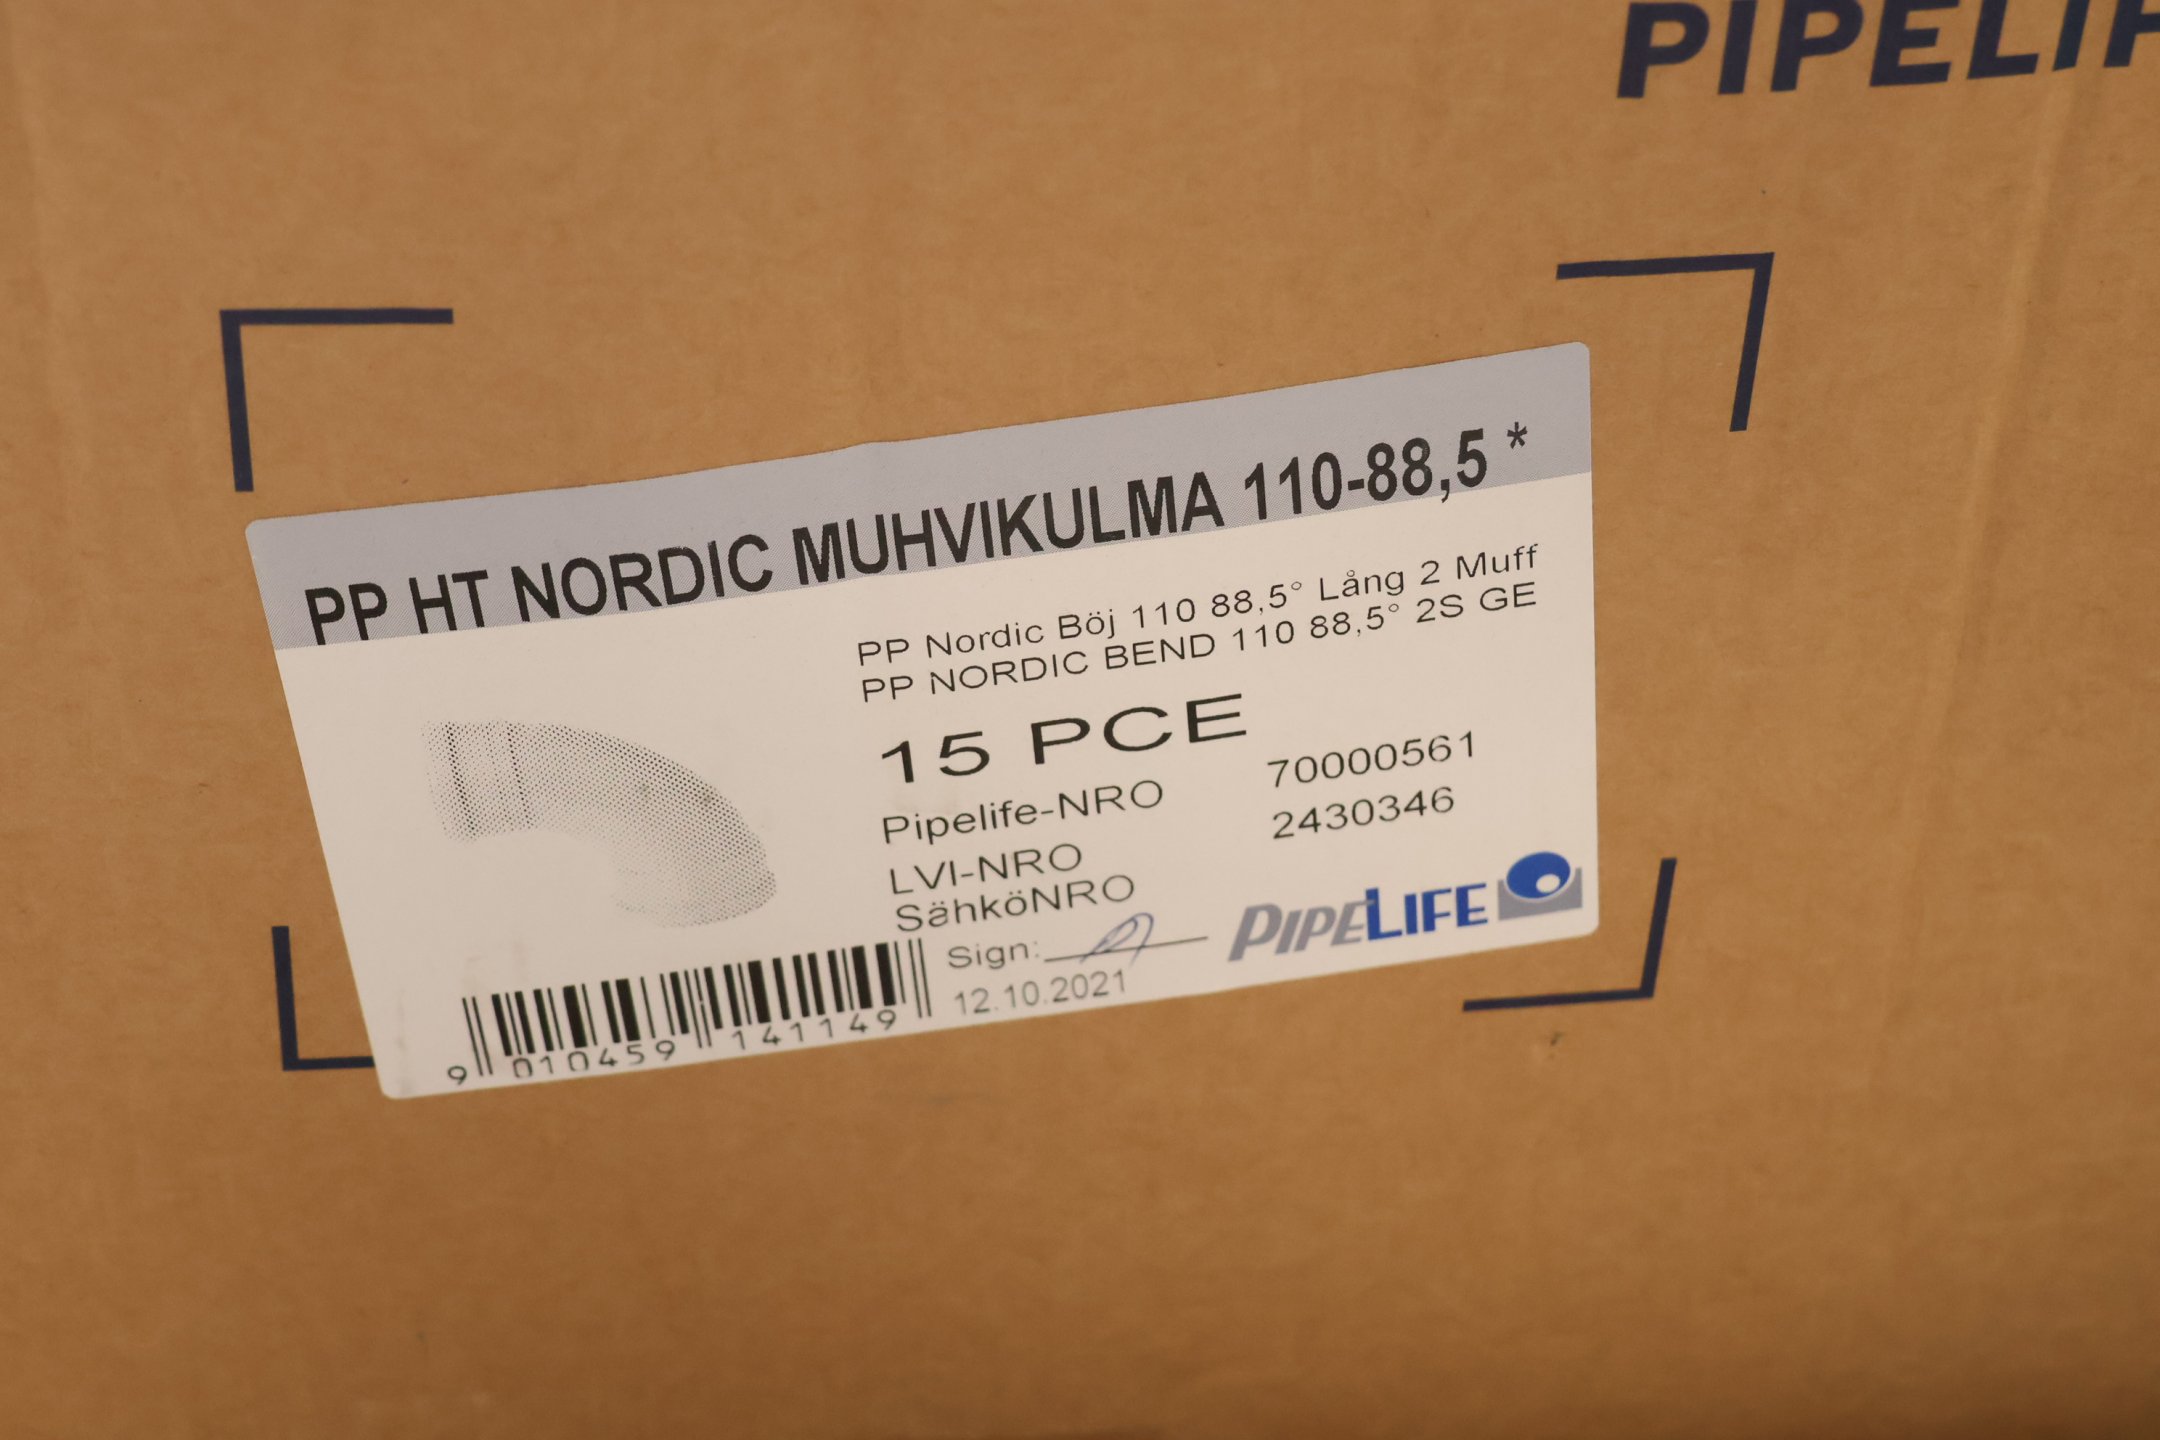 PIPELIF
PP HT NORDIC MUHVIKULMA 110-88,5 *
PP Nordic Böj 110 88,5° Lång 2 Muff
PP NORDIC BEND 110 88,5° 2S GE
15 PCE
Pipelife-NRO 70000561
LVI-NRO 2430346
SähköNRO
Sign:
12.10.2021
PIPELIFE
9 010459 141149